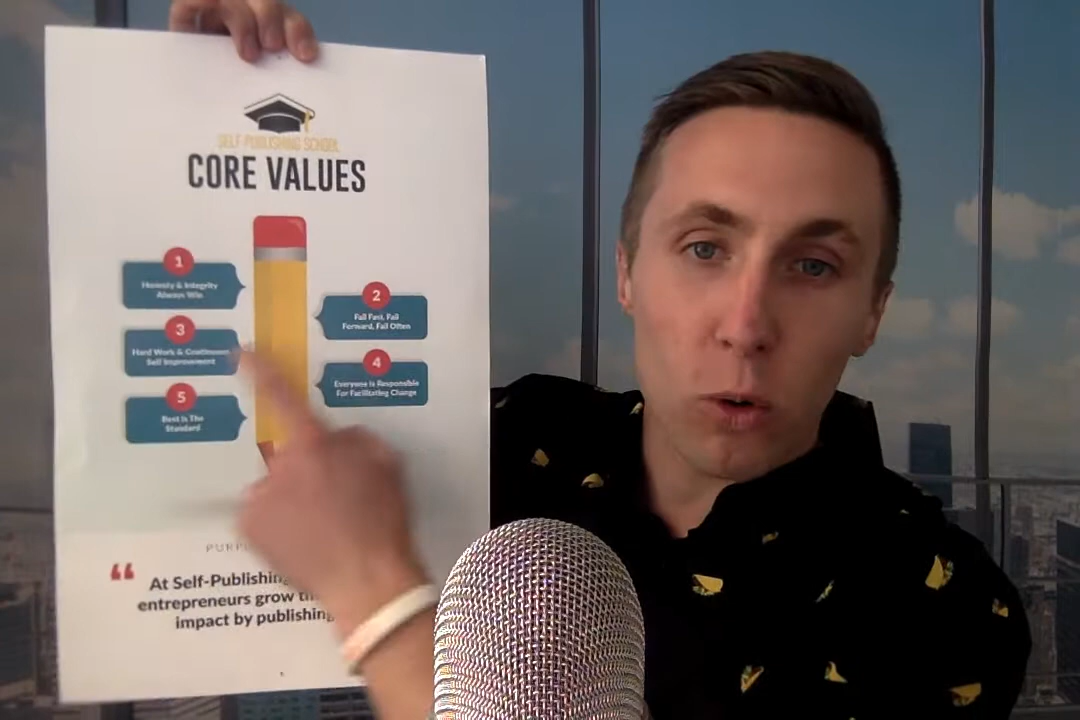 SELF-PUBLISHING SCHOOL
CORE VALUES
1
Honesty & Integrity
Always Win
2
Fail Fast, Fail
Forward, Fail Often
3
Hard Work & Continuous
Self Improvement
4
Everyone Is Responsible
For Facilitating Change
5
Best Is The
Standard
“
At Self-Publishing
entrepreneurs grow
impact by publishing